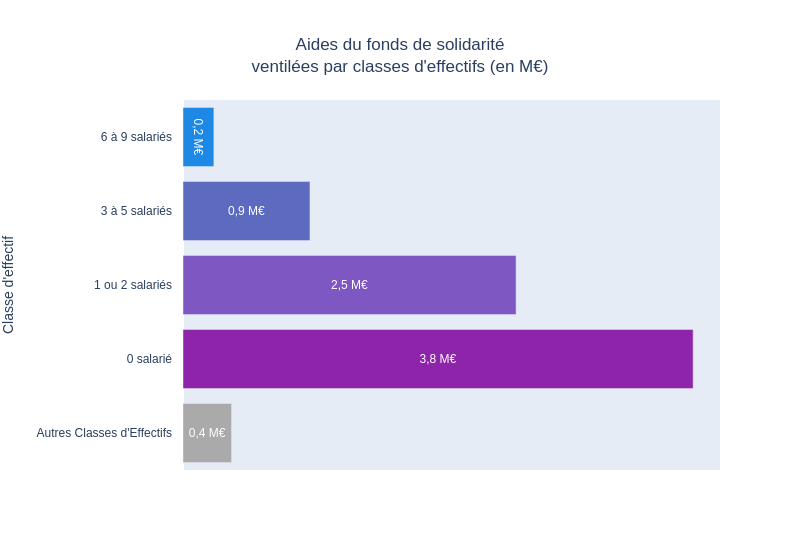 Aides du fonds de solidarité
ventilées par classes d'effectifs (en M€)
Classe d'effectif
6 à 9 salariés
0,2 M€
3 à 5 salariés
0,9 M€
1 ou 2 salariés
2,5 M€
0 salarié
3,8 M€
Autres Classes d'Effectifs
0,4 M€